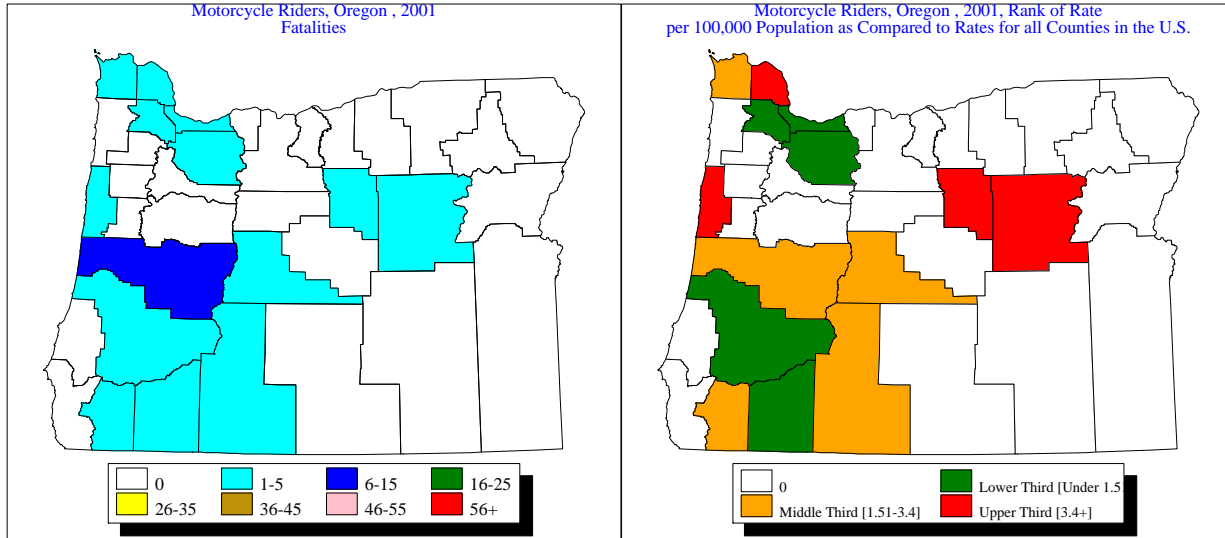 Motorcycle Riders, Oregon , 2001
Fatalities
0
1-5
6-15
16-25
26-35
36-45
46-55
56+
Motorcycle Riders, Oregon , 2001, Rank of Rate
per 100,000 Population as Compared to Rates for all Counties in the U.S.
0
Lower Third [Under 1.5
Middle Third [1.51-3.4]
Upper Third [3.4+]